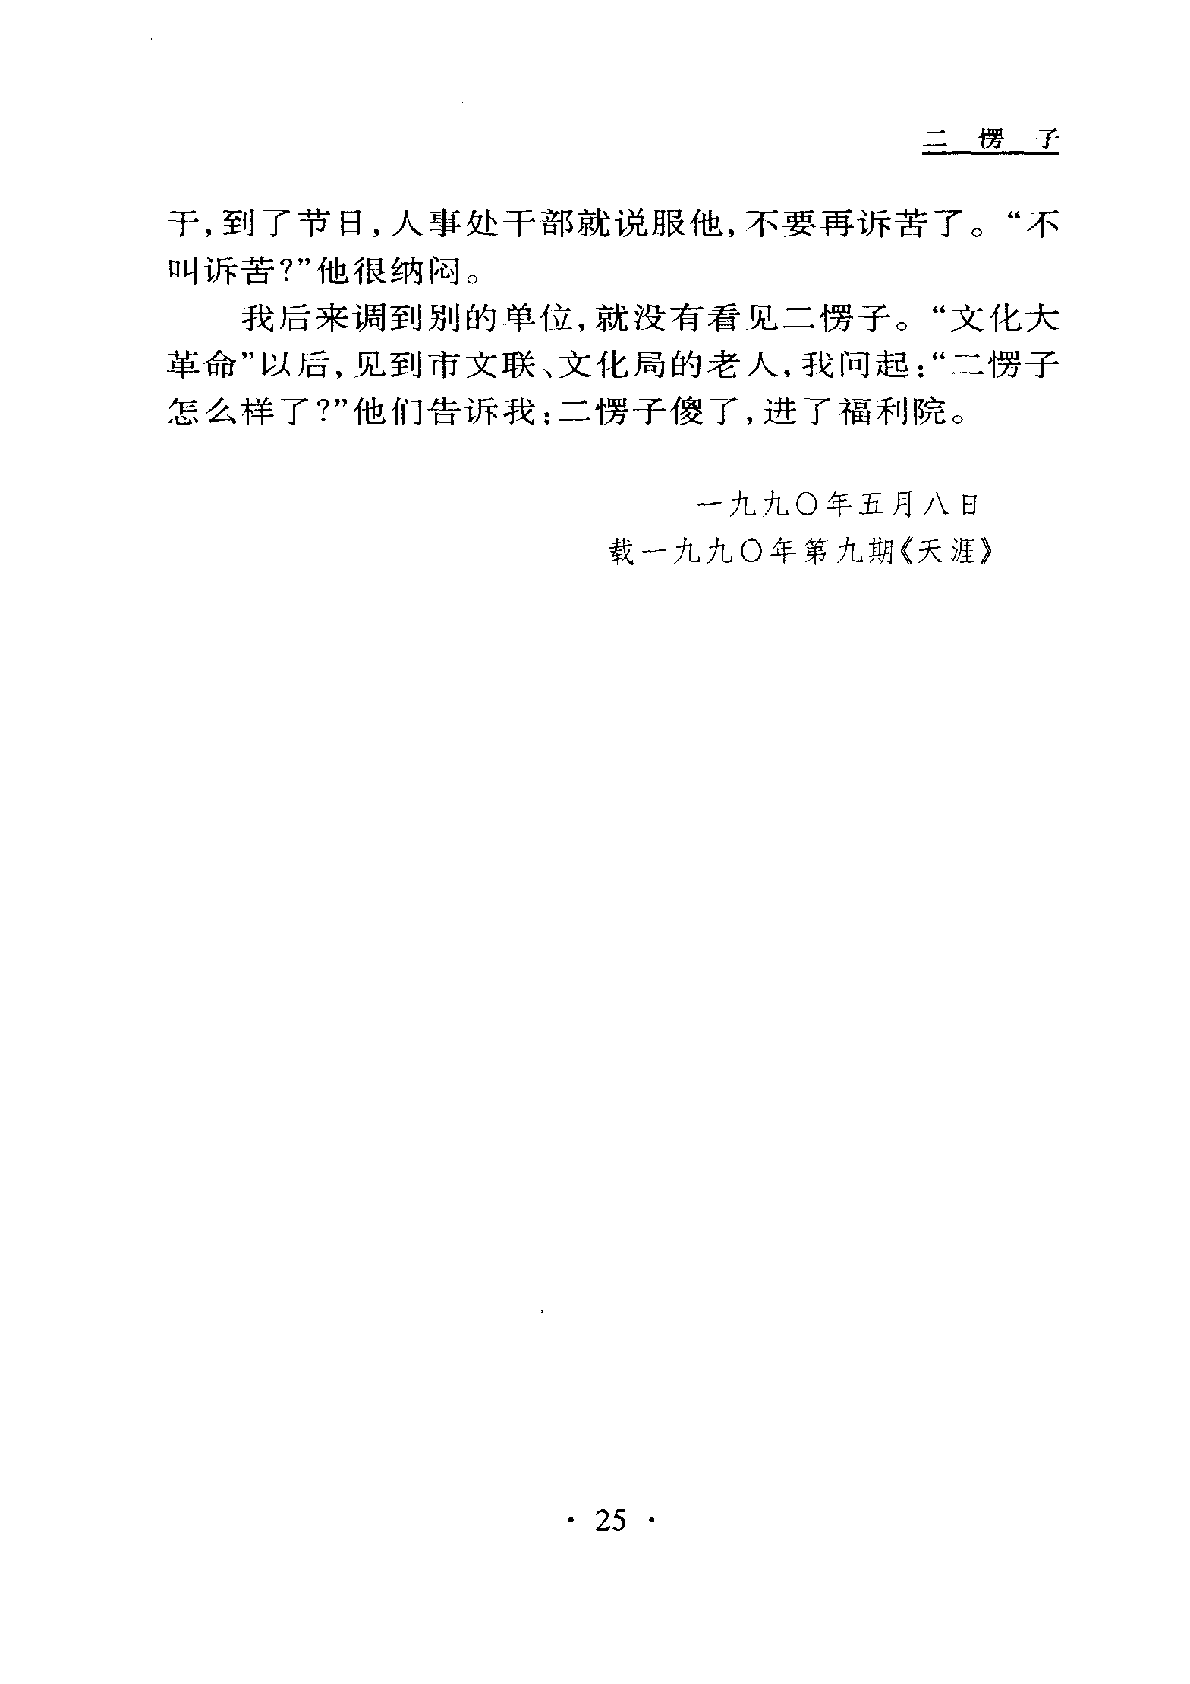 二愣子
干,到了节日,人事处干部就说服他,不要再诉苦了。“不
叫诉苦?”他很纳闷。
我后来调到别的单位,就没有看见二愣子。“文化大
革命”以后,见到市文联、文化局的老人,我问起:“二愣子
怎么样了?”他们告诉我:二愣子傻了,进了福利院。
一九九〇年五月八日
载一九九〇年第九期《天涯》
· 25 ·